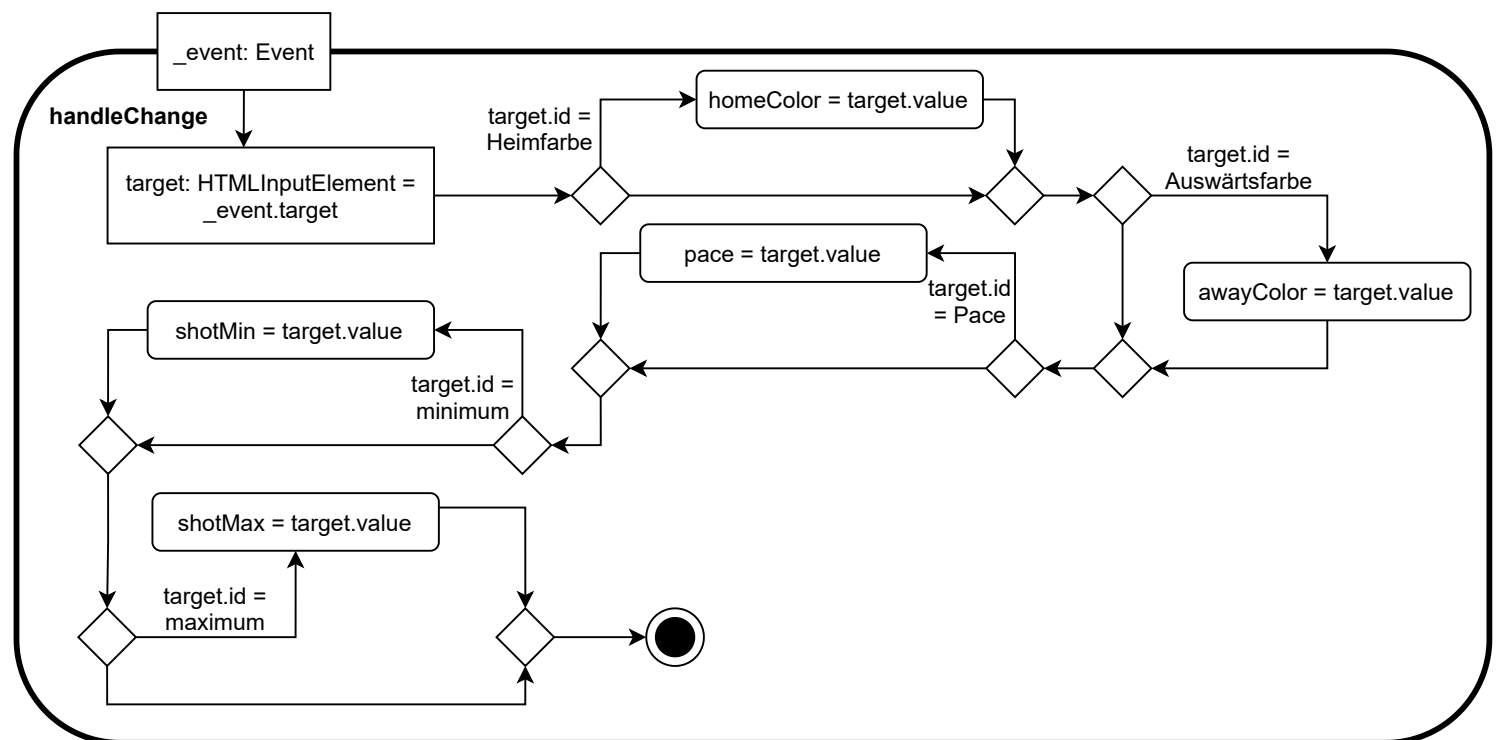 _event: Event
handleChange
target: HTMLInputElement =
_event.target
target.id =
Heimfarbe
homeColor = target.value
target.id =
Auswärtsfarbe
awayColor = target.value
target.id
= Pace
pace = target.value
target.id =
minimum
shotMin = target.value
target.id =
maximum
shotMax = target.value